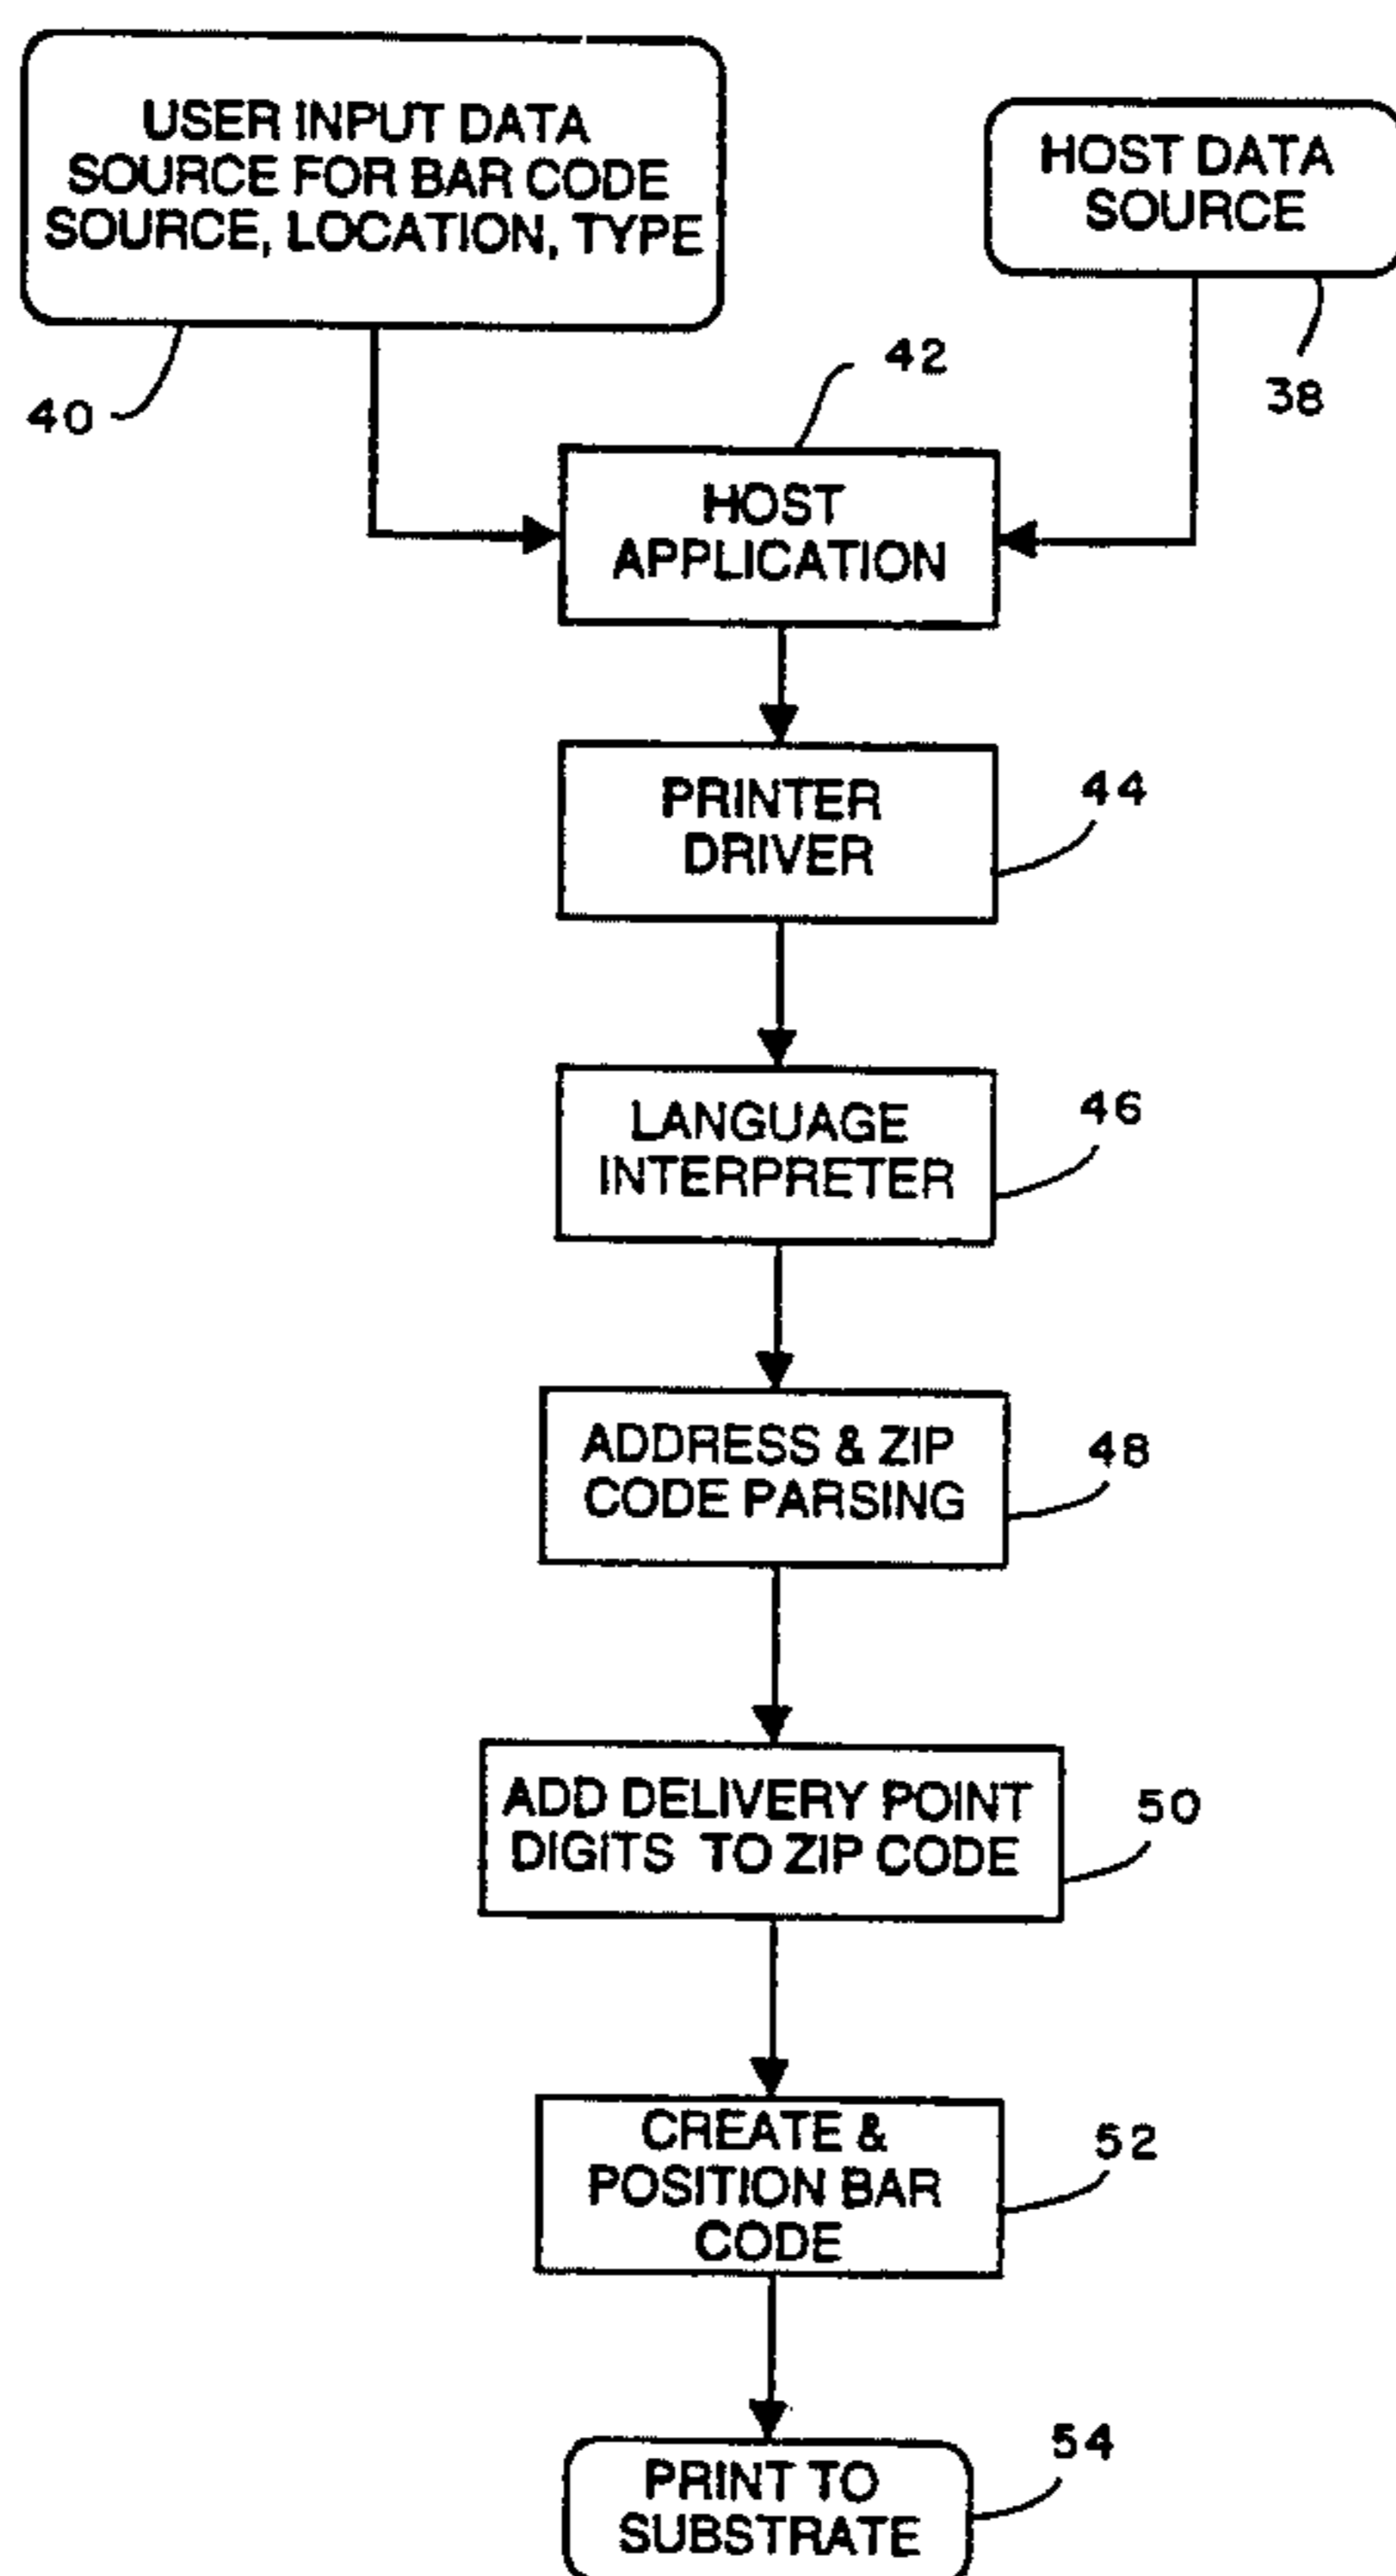 USER INPUT DATA
SOURCE FOR BAR CODE
SOURCE, LOCATION, TYPE
HOST DATA
SOURCE
40
42
38
HOST
APPLICATION
PRINTER
DRIVER
44
LANGUAGE
INTERPRETER
46
ADDRESS & ZIP
CODE PARSING
48
ADD DELIVERY POINT
DIGITS TO ZIP CODE
50
CREATE &
POSITION BAR
CODE
52
PRINT TO
SUBSTRATE
54